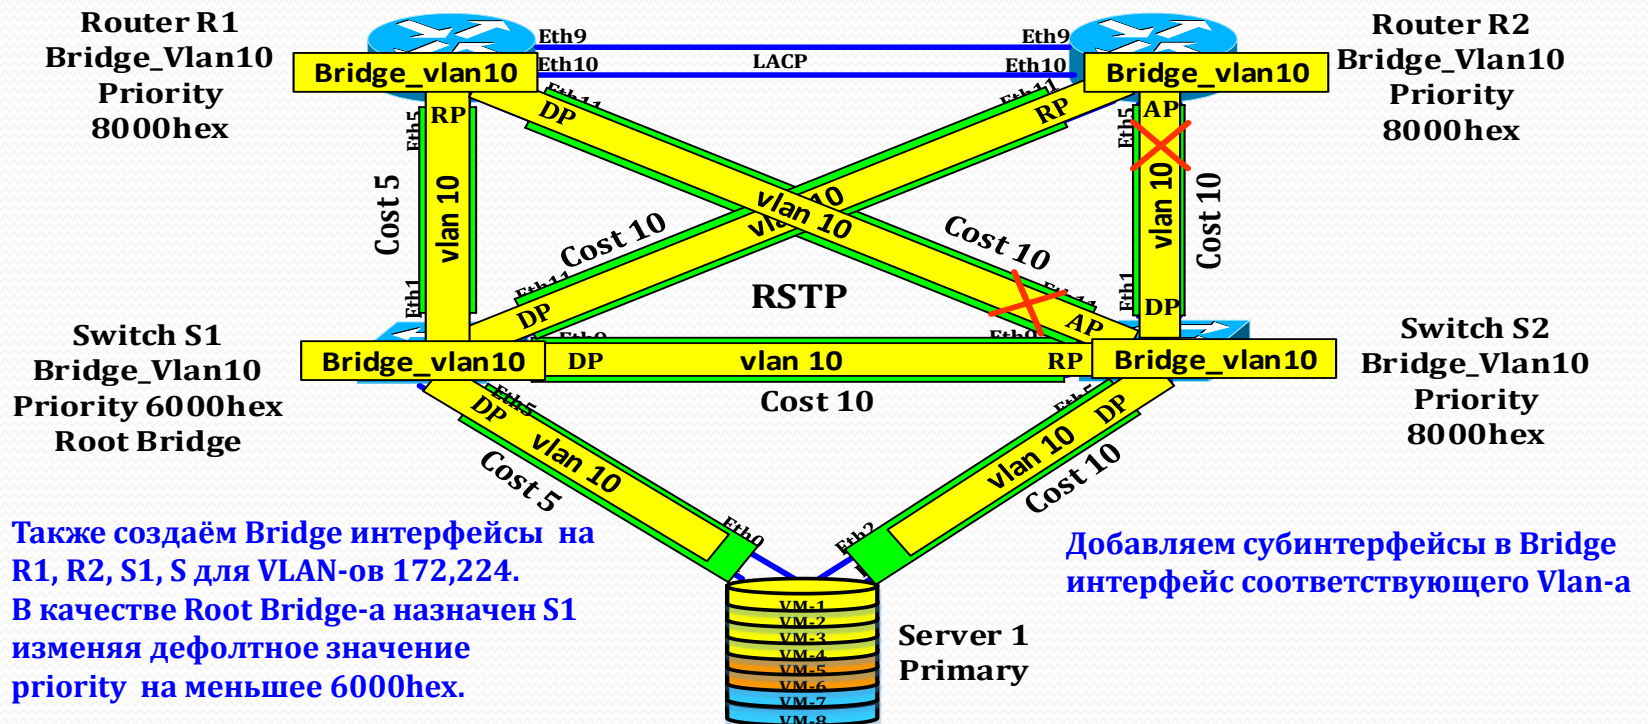 Router R1
Bridge_Vlan10
Priority
8000hex
Router R2
Bridge_Vlan10
Priority
8000hex
Eth9
Eth9
Eth10
LACP
Eth10
Bridge_vlan10
Bridge_vlan10
Eth11
Eth11
RP
DP
RP
AP
Eth5
Eth5
Cost 5
vlan 10
vlan 10
vlan 10
vlan 10
Cost 10
Cost 10
Cost 10
Eth1
Eth11
DP
RSTP
Eth11
AP
Eth1
DP
Switch S1
Bridge_Vlan10
Priority 6000hex
Root Bridge
Switch S2
Bridge_Vlan10
Priority
8000hex
Eth9
Eth9
Bridge_vlan10
DP
vlan 10
RP
Bridge_vlan10
Cost 10
Eth5
DP
vlan 10
Cost 5
Eth0
Eth5
DP
vlan 10
Cost 10
Eth2
Также создаём Bridge интерфейсы на
R1, R2, S1, S для VLAN-ов 172,224.
В качестве Root Bridge-а назначен S1
изменяя дефолтное значение
priority на меньшее 6000hex.
Добавляем субинтерфейсы в Bridge
интерфейс соответствующего Vlan-а
VM-1
VM-2
VM-3
VM-4
VM-5
VM-6
VM-7
VM-8
Server 1
Primary